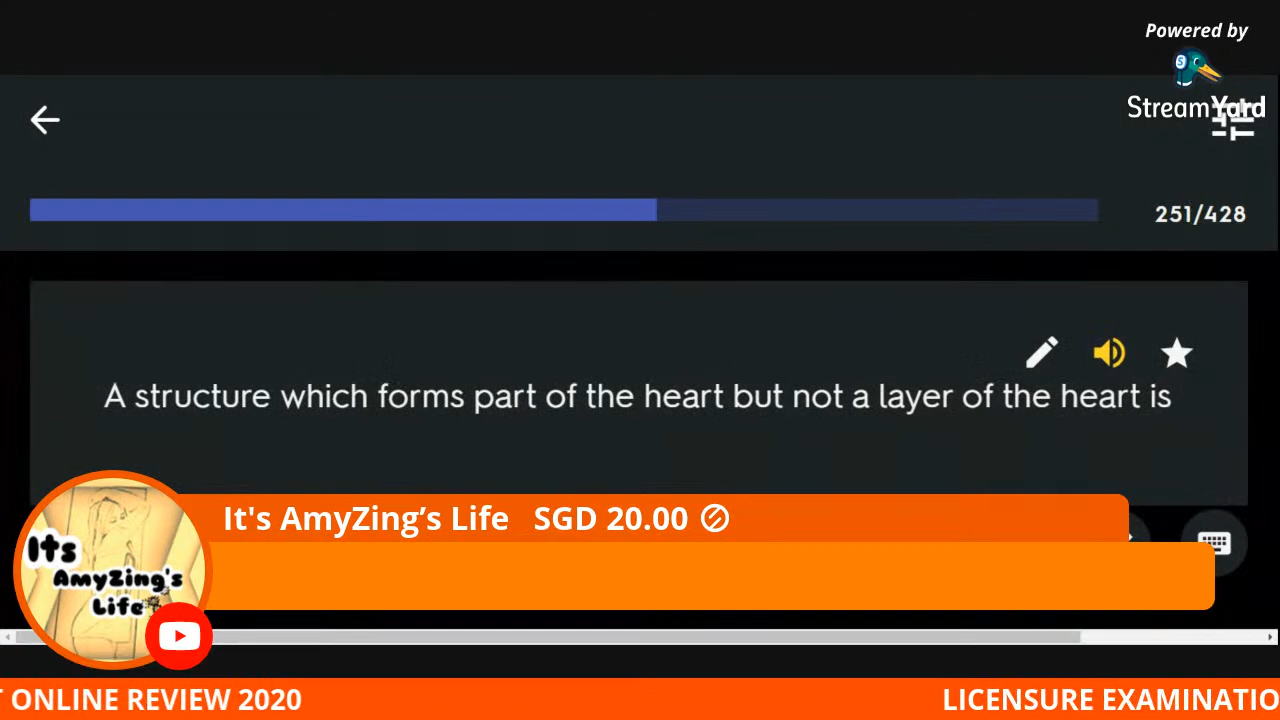 Powered by
StreamYard
251/428
A structure which forms part of the heart but not a layer of the heart is
It's AmyZing’s Life SGD 20.00
Its
AmyZing's
Life
T ONLINE REVIEW 2020 LICENSURE EXAMINATIO